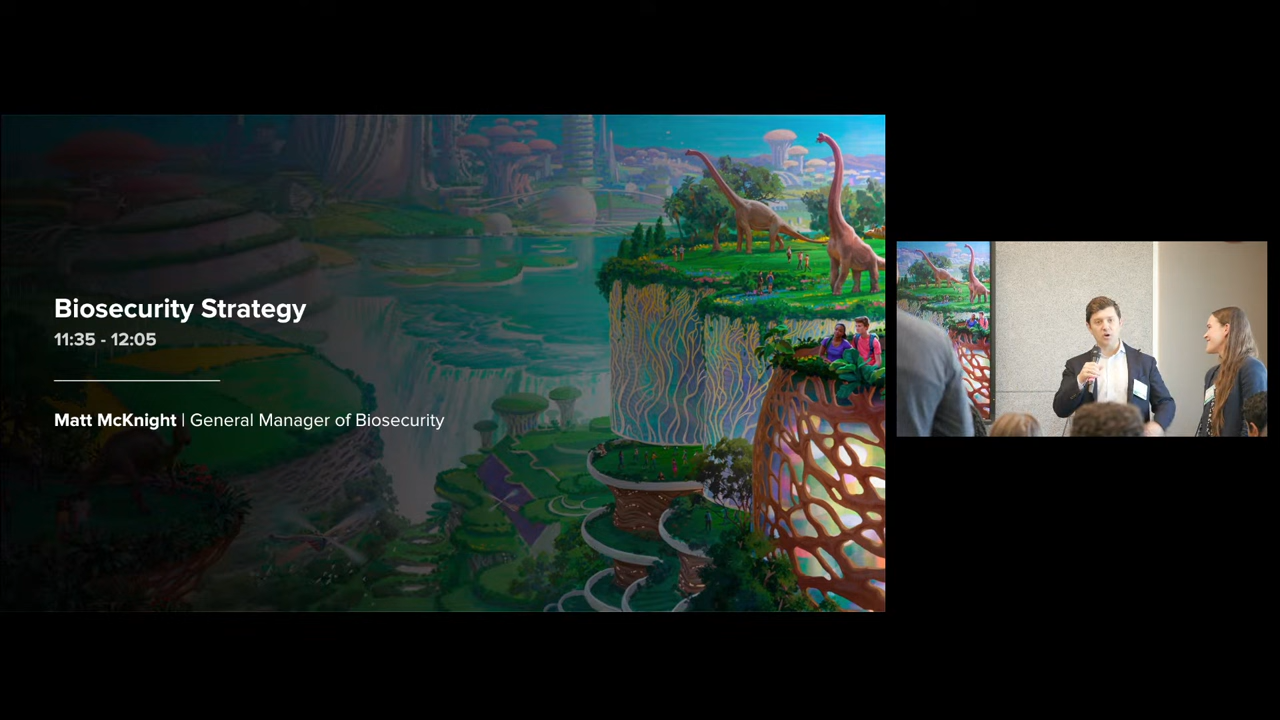 Biosecurity Strategy
11:35 - 12:05
Matt McKnight | General Manager of Biosecurity